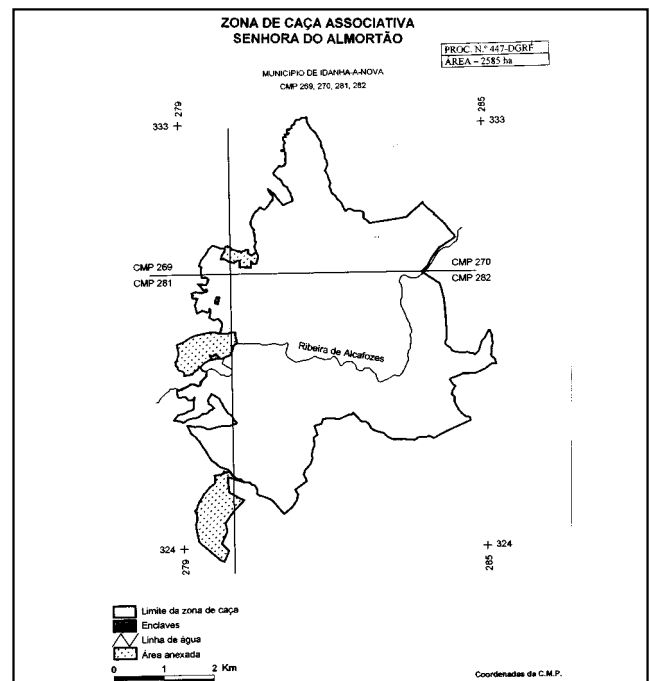 ZONA DE CAÇA ASSOCIATIVA
SENHORA DO ALMORTÃO
PROC. N.º 447-DGRF
ÁREA – 2585 ha
MUNICIPIO DE IDANHA-A-NOVA
CMP 269, 270, 281, 282
279
285
333
333
CMP 269
CMP 270
CMP 281
CMP 282
Ribeira de Alcafozes
324
324
279
285
Limite da zona de caça
Enclaves
Linha de água
Área anexada
0 1 2 Km
Coordenadas da C.M.P.